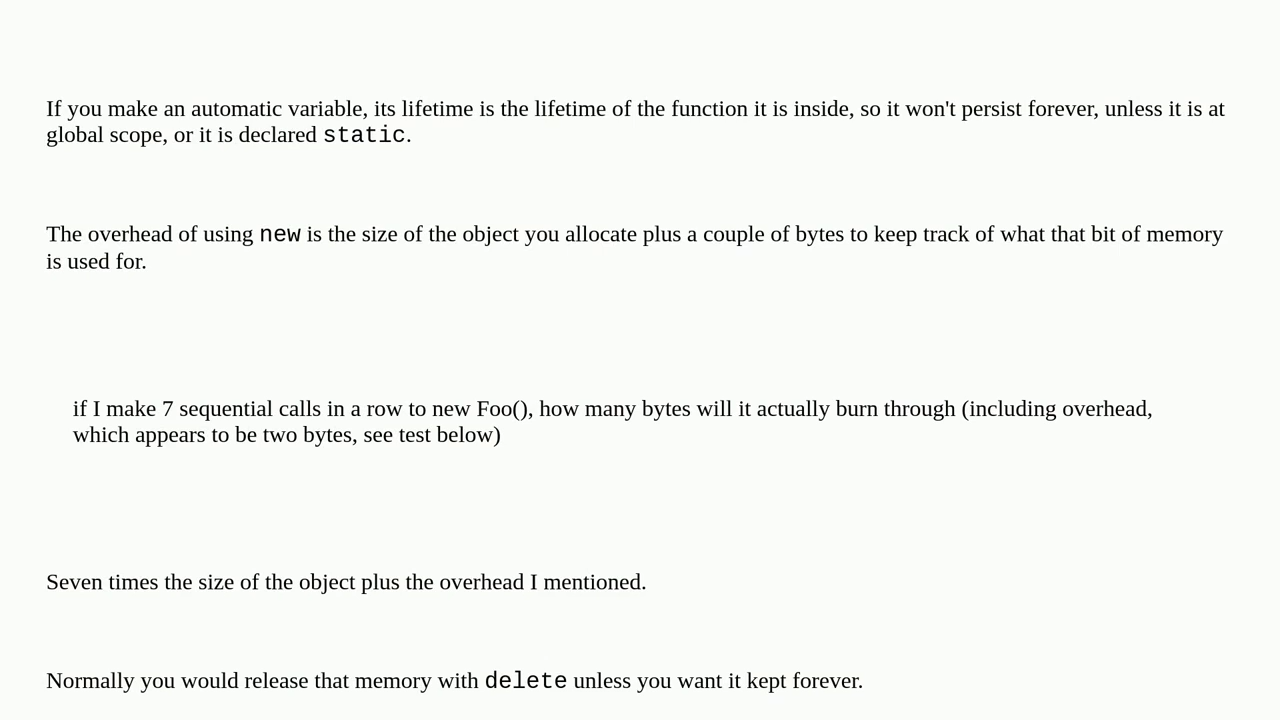 If you make an automatic variable, its lifetime is the lifetime of the function it is inside, so it won't persist forever, unless it is at
global scope, or it is declared static.
The overhead of using new is the size of the object you allocate plus a couple of bytes to keep track of what that bit of memory
is used for.
if I make 7 sequential calls in a row to new Foo(), how many bytes will it actually burn through (including overhead,
which appears to be two bytes, see test below)
Seven times the size of the object plus the overhead I mentioned.
Normally you would release that memory with delete unless you want it kept forever.